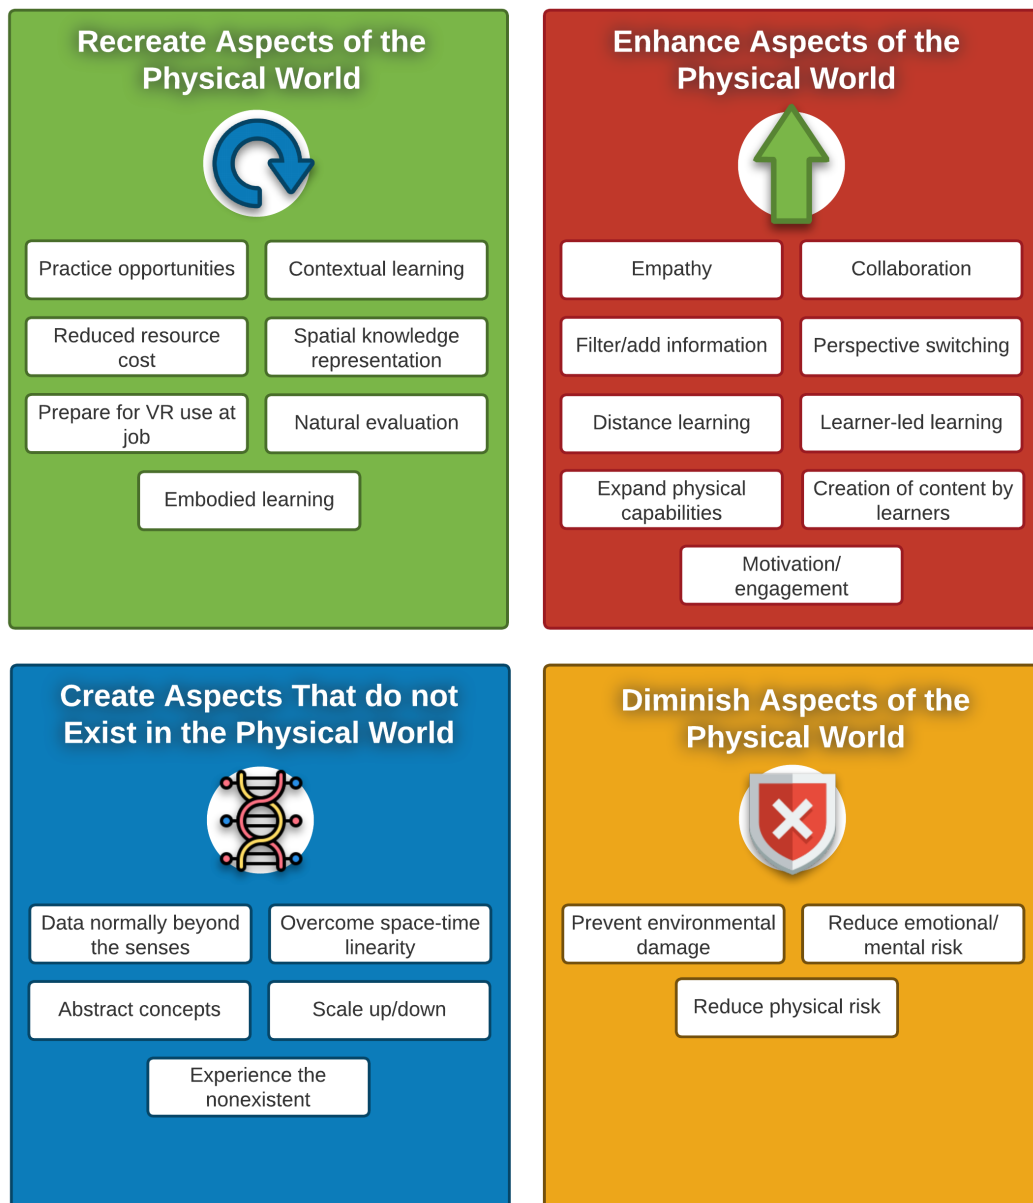 Recreate Aspects of the
Physical World
Practice opportunities
Contextual learning
Reduced resource
cost
Spatial knowledge
representation
Prepare for VR use at
job
Natural evaluation
Embodied learning
Enhance Aspects of the
Physical World
Empathy
Collaboration
Filter/add information
Perspective switching
Distance learning
Learner-led learning
Expand physical
capabilities
Creation of content by
learners
Motivation/
engagement
Create Aspects That do not
Exist in the Physical World
Data normally beyond
the senses
Overcome space-time
linearity
Abstract concepts
Scale up/down
Experience the
nonexistent
Diminish Aspects of the
Physical World
Prevent environmental
damage
Reduce emotional/
mental risk
Reduce physical risk